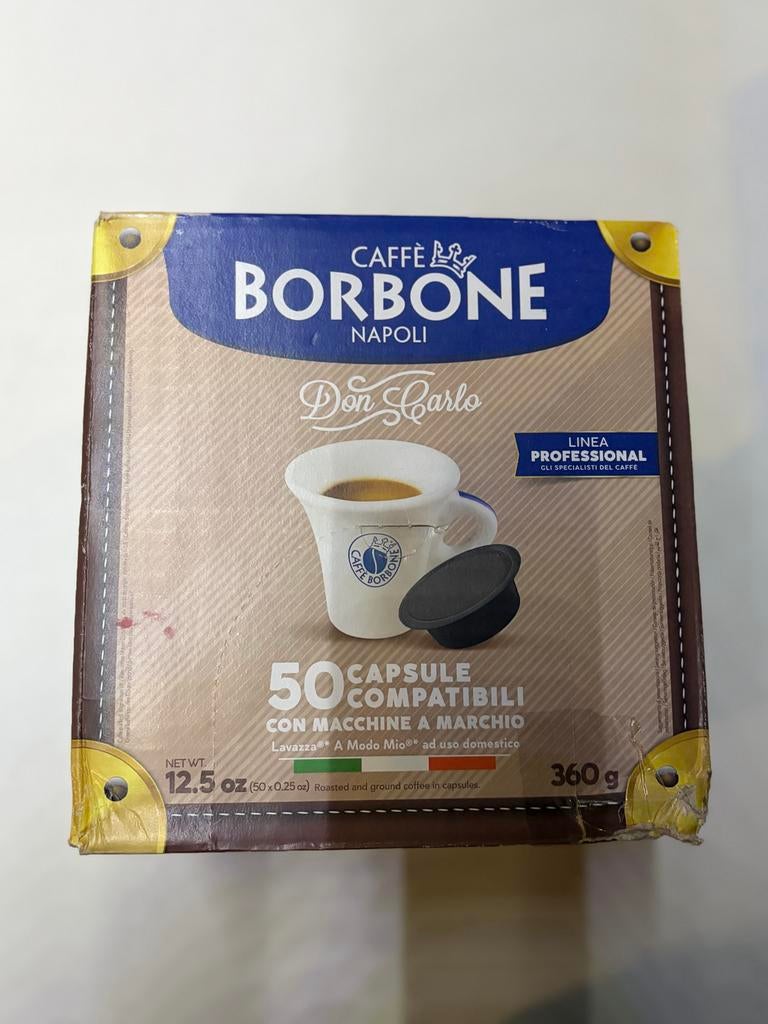 CAFFÈ
BORBONE
NAPOLI
Don Carlo
LINEA
PROFESSIONAL
GLI SPECIALISTI DEL CAFFÈ
CAFFÈ BORBONE
50 CAPSULE
COMPATIBILI
CON MACCHINE A MARCHIO
Lavazza®* A Modo Mio®* ad uso domestico
NET WT.
12.5 oz (50 x 0.25 oz) Roasted and ground coffee in capsules.
360 g